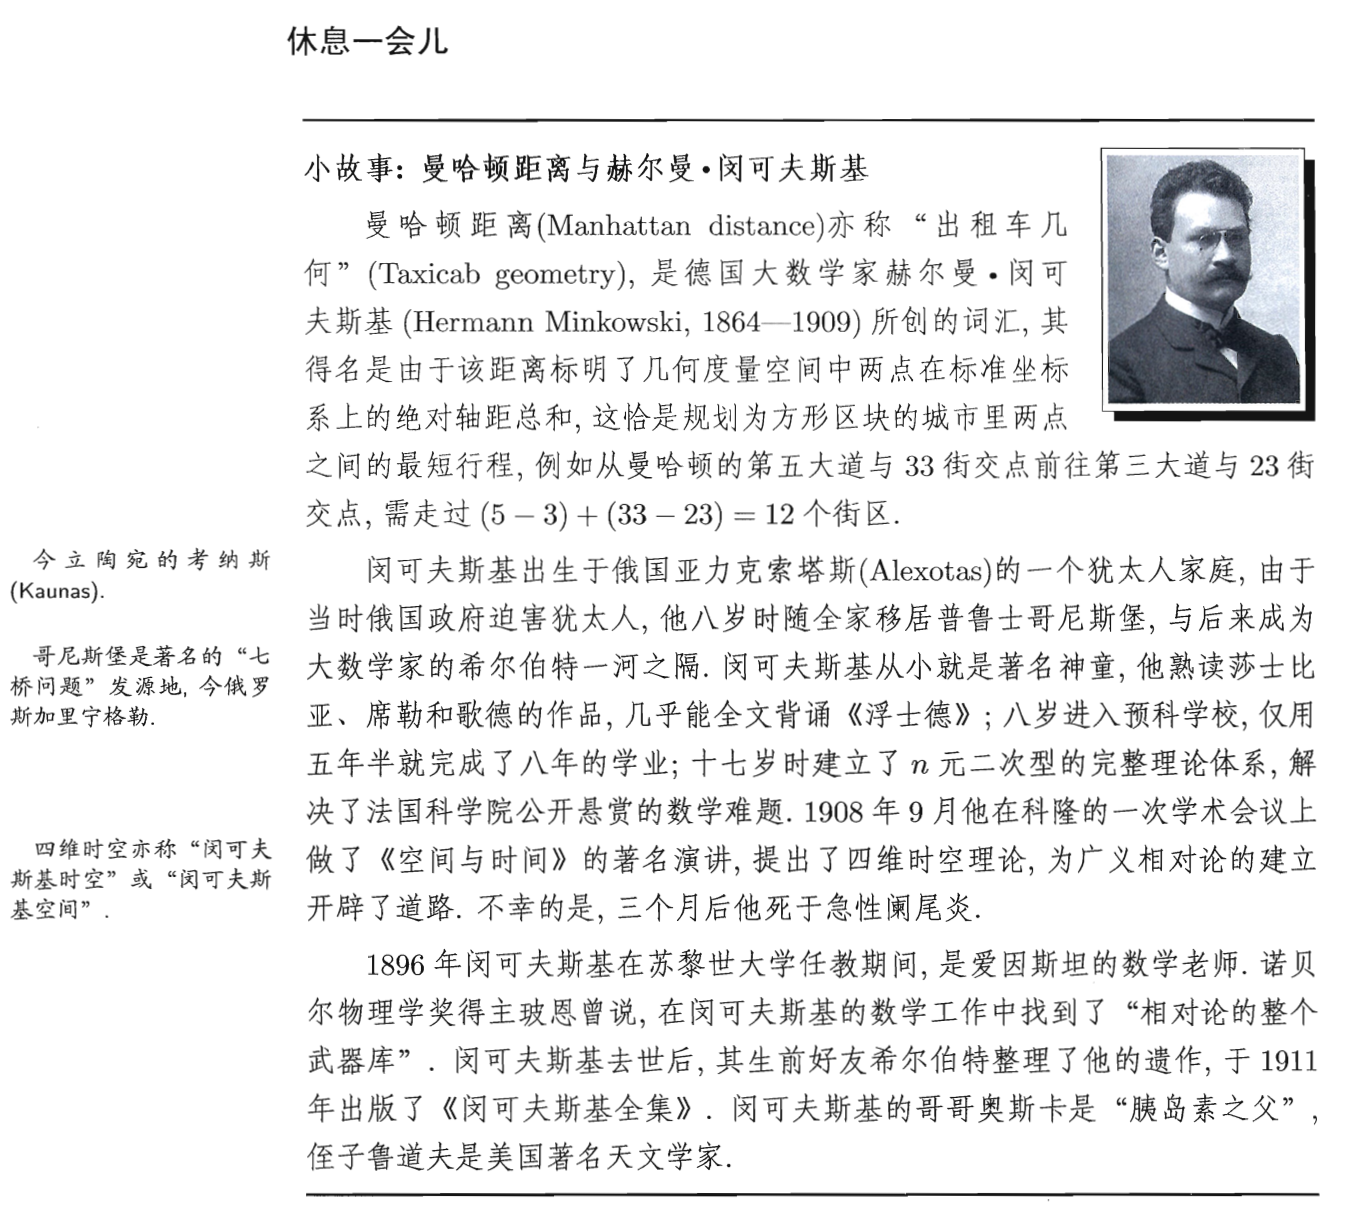 休息一会儿
小故事: 曼哈顿距离与赫尔曼·闵可夫斯基
曼哈顿距离(Manhattan distance)亦称“出租车几
何”(Taxicab geometry), 是德国大数学家赫尔曼·闵可
夫斯基 (Hermann Minkowski, 1864—1909) 所创的词汇, 其
得名是由于该距离标明了几何度量空间中两点在标准坐标
系上的绝对轴距总和, 这恰是规划为方形区块的城市里两点
之间的最短行程, 例如从曼哈顿的第五大道与 33 街交点前往第三大道与 23 街
交点, 需走过 (5 − 3) + (33 − 23) = 12 个街区.
今立陶宛的考纳斯
(Kaunas).
哥尼斯堡是著名的“七
桥问题”发源地, 今俄罗
斯加里宁格勒.
四维时空亦称“闵可夫
斯基时空”或“闵可夫斯
基空间”.
闵可夫斯基出生于俄国亚力克索塔斯(Alexotas)的一个犹太人家庭, 由于
当时俄国政府迫害犹太人, 他八岁时随全家移居普鲁士哥尼斯堡, 与后来成为
大数学家的希尔伯特一河之隔. 闵可夫斯基从小就是著名神童, 他熟读莎士比
亚、席勒和歌德的作品, 几乎能全文背诵《浮士德》; 八岁进入预科学校, 仅用
五年半就完成了八年的学业; 十七岁时建立了 n 元二次型的完整理论体系, 解
决了法国科学院公开悬赏的数学难题. 1908 年 9 月他在科隆的一次学术会议上
做了《空间与时间》的著名演讲, 提出了四维时空理论, 为广义相对论的建立
开辟了道路. 不幸的是, 三个月后他死于急性阑尾炎.
1896 年闵可夫斯基在苏黎世大学任教期间, 是爱因斯坦的数学老师. 诺贝
尔物理学奖得主玻恩曾说, 在闵可夫斯基的数学工作中找到了“相对论的整个
武器库”. 闵可夫斯基去世后, 其生前好友希尔伯特整理了他的遗作, 于 1911
年出版了《闵可夫斯基全集》. 闵可夫斯基的哥哥奥斯卡是“胰岛素之父”,
侄子鲁道夫是美国著名天文学家.